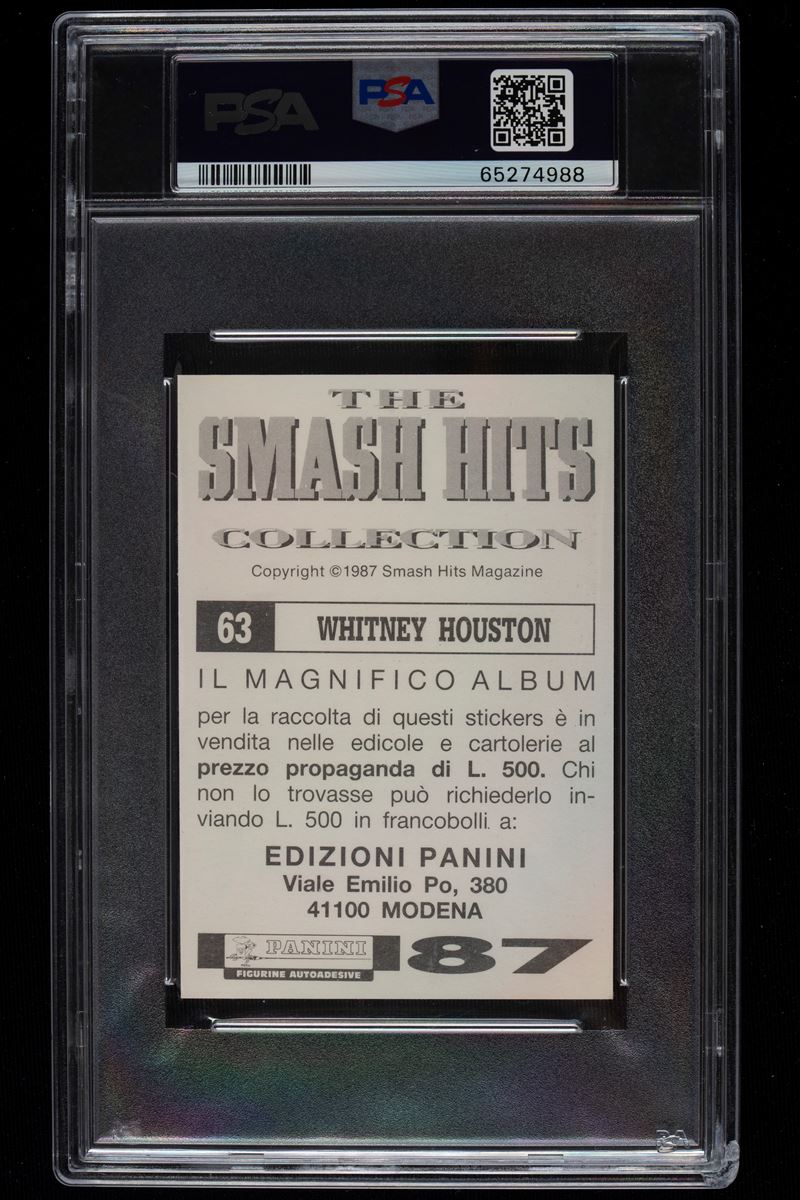 PSA
PSA
65274988
THE
SMASH HITS
COLLECTION
Copyright ©1987 Smash Hits Magazine
63 WHITNEY HOUSTON
IL MAGNIFICO ALBUM
per la raccolta di questi stickers è in
vendita nelle edicole e cartolerie al
prezzo propaganda di L. 500. Chi
non lo trovasse può richiederlo in-
viando L. 500 in francobolli a:
EDIZIONI PANINI
Viale Emilio Po, 380
41100 MODENA
PANINI 87
FIGURINE AUTOADESIVE
PSA